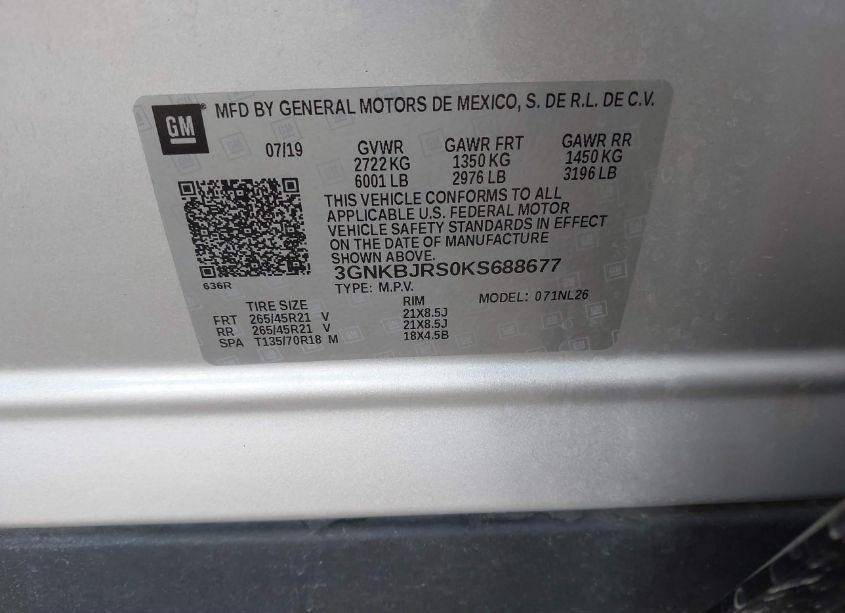 GM® MFD BY GENERAL MOTORS DE MEXICO, S. DE R.L. DE C.V.
07/19 GVWR GAWR FRT GAWR RR
2722 KG 1350 KG 1450 KG
6001 LB 2976 LB 3196 LB
THIS VEHICLE CONFORMS TO ALL
APPLICABLE U.S. FEDERAL MOTOR
VEHICLE SAFETY STANDARDS IN EFFECT
ON THE DATE OF MANUFACTURE
SHOWN ABOVE.
3GNKBJRS0KS688677
636R TYPE: M.P.V. MODEL: 071NL26
TIRE SIZE RIM
FRT 265/45R21 V 21X8.5J
RR 265/45R21 V 21X8.5J
SPA T135/70R18 M 18X4.5B